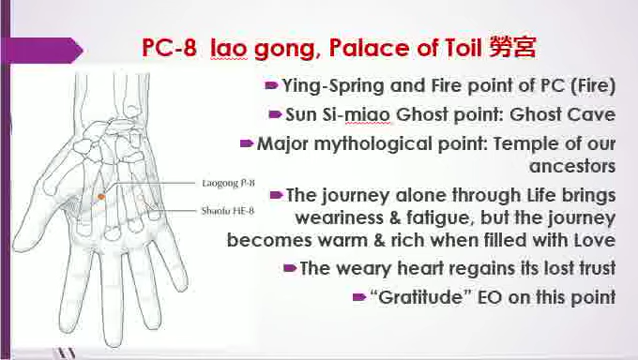 PC-8 lao gong, Palace of Toil 勞宮
Ying-Spring and Fire point of PC (Fire)
Sun Si-miao Ghost point: Ghost Cave
Major mythological point: Temple of our
ancestors
The journey alone through Life brings
weariness & fatigue, but the journey
becomes warm & rich when filled with Love
The weary heart regains its lost trust
“Gratitude” EO on this point
Laogong P-8
Shaofu HE-8